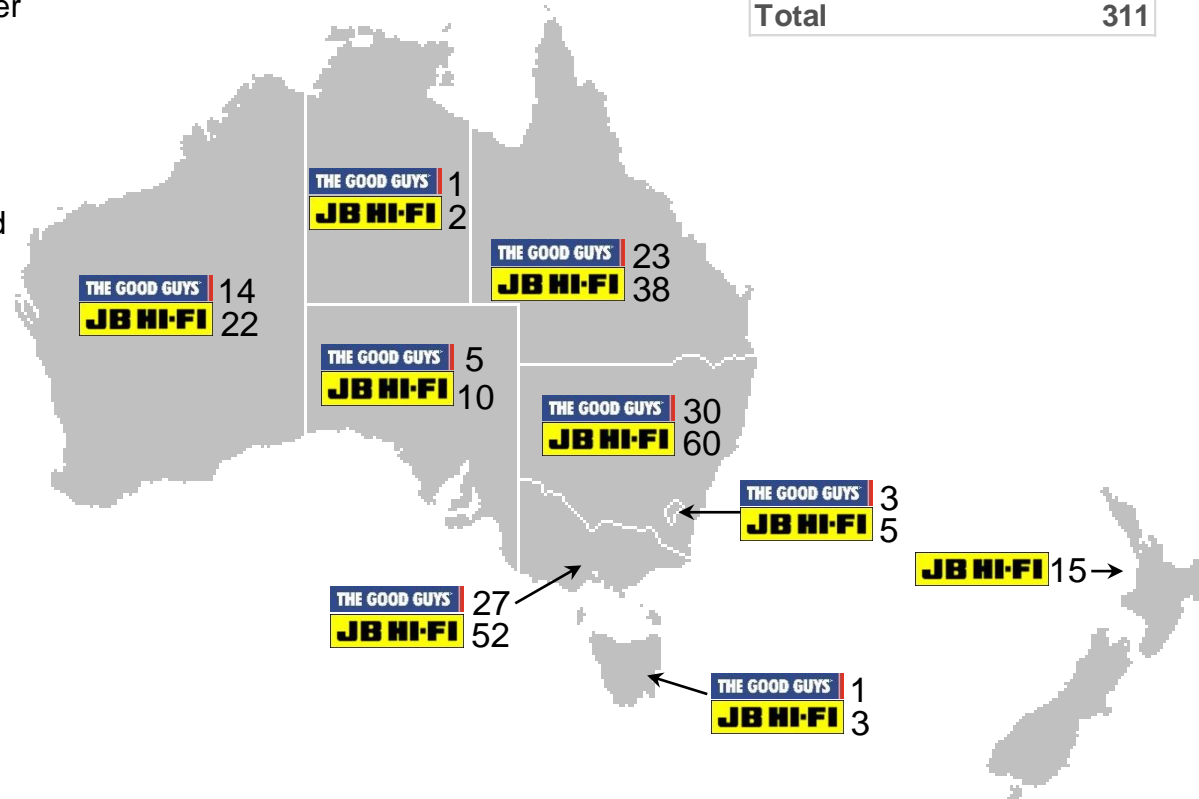 er
Total 311
THE GOOD GUYS 1
JB HI-FI 2
d
THE GOOD GUYS 23
JB HI-FI 38
THE GOOD GUYS 14
JB HI-FI 22
THE GOOD GUYS 5
JB HI-FI 10
THE GOOD GUYS 30
JB HI-FI 60
THE GOOD GUYS 3
JB HI-FI 5
JB HI-FI 15
THE GOOD GUYS 27
JB HI-FI 52
THE GOOD GUYS 1
JB HI-FI 3